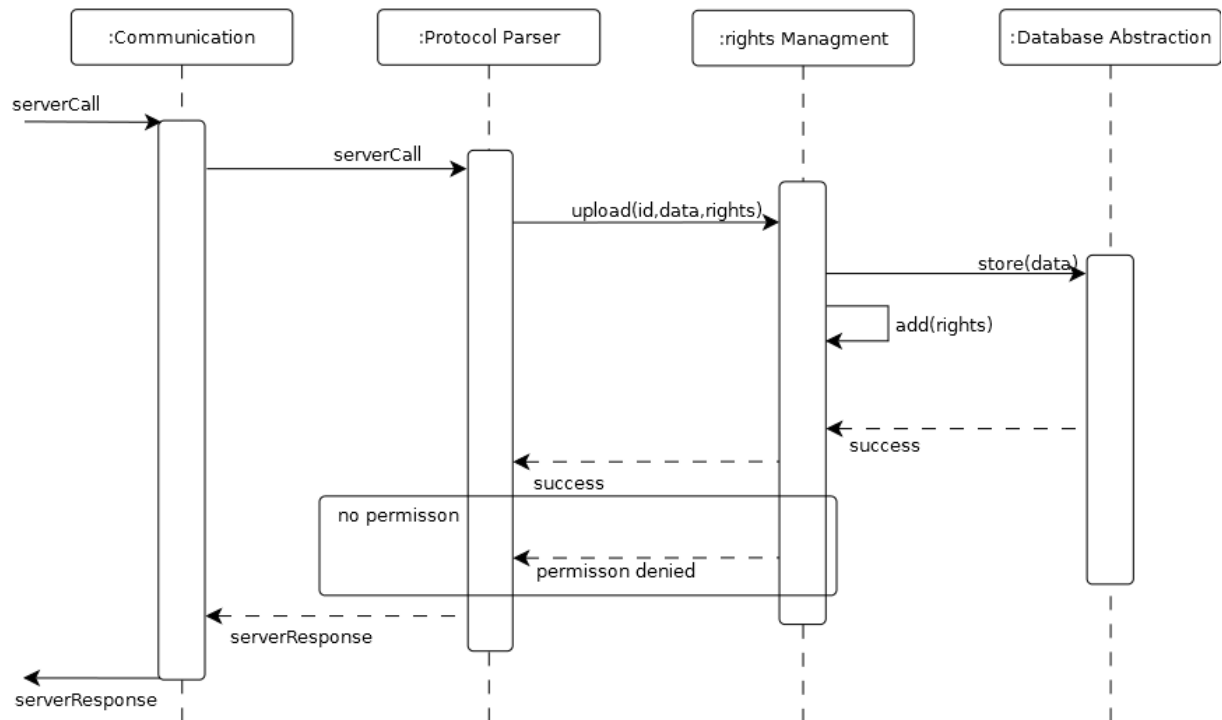 :Communication
:Protocol Parser
:rights Managment
:Database Abstraction
serverCall
serverCall
upload(id,data,rights)
store(data)
add(rights)
success
success
no permisson
permisson denied
serverResponse
serverResponse